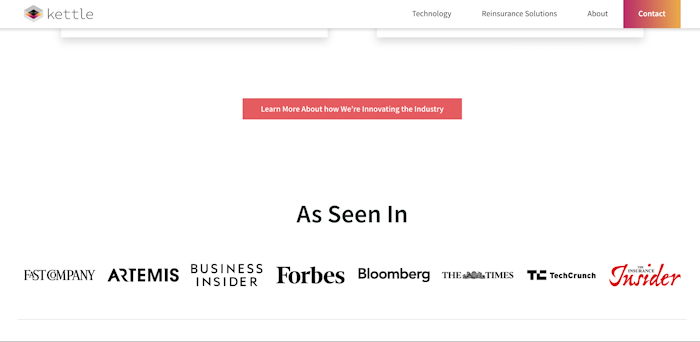 kettle
Technology
Reinsurance Solutions
About
Contact
Learn More About how We're Innovating the Industry
As Seen In
FAST COMPANY
ARTEMIS
BUSINESS
INSIDER
Forbes
Bloomberg
THE TIMES
TechCrunch
THE
INSURANCE
Insider